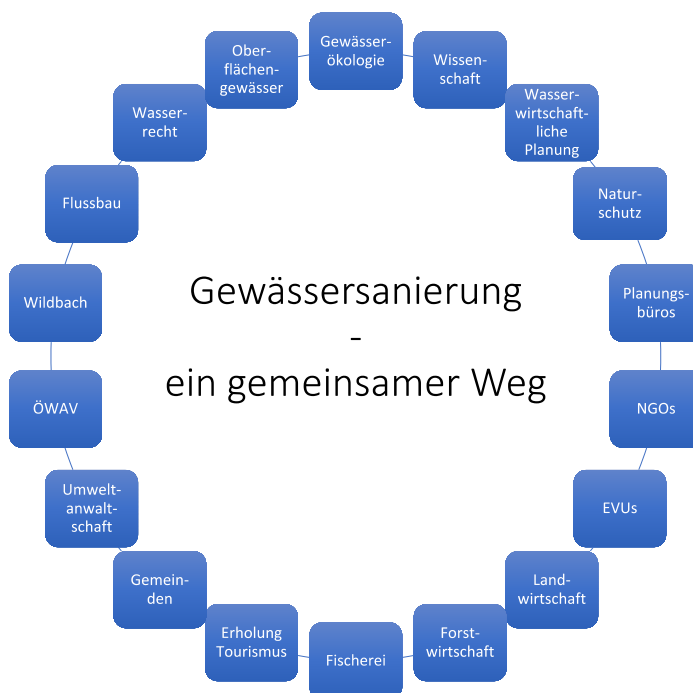 Gewässer-
ökologie
Wissen-
schaft
Wasser-
wirtschaft-
liche
Planung
Natur-
schutz
Planungs-
büros
NGOs
EVUs
Land-
wirtschaft
Forst-
wirtschaft
Fischerei
Erholung
Tourismus
Gemein-
den
Umwelt-
anwalt-
schaft
ÖWAV
Wildbach
Flussbau
Wasser-
recht
Ober-
flächen-
gewässer
Gewässersanierung
-
ein gemeinsamer Weg